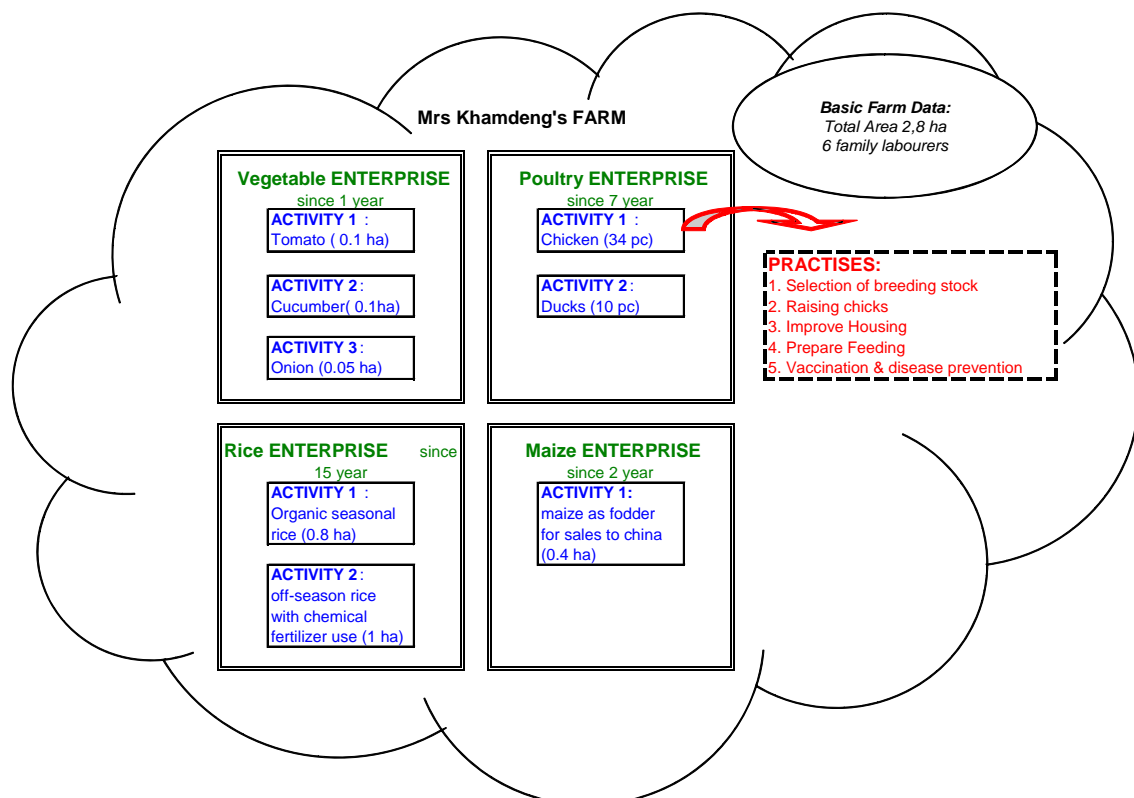 Mrs Khamdeng's FARM
Basic Farm Data:
Total Area 2,8 ha
6 family labourers
Vegetable ENTERPRISE
since 1 year
ACTIVITY 1 :
Tomato ( 0.1 ha)
ACTIVITY 2 :
Cucumber( 0.1ha)
ACTIVITY 3 :
Onion (0.05 ha)
Poultry ENTERPRISE
since 7 year
ACTIVITY 1 :
Chicken (34 pc)
ACTIVITY 2 :
Ducks (10 pc)
PRACTISES:
1. Selection of breeding stock
2. Raising chicks
3. Improve Housing
4. Prepare Feeding
5. Vaccination & disease prevention
Rice ENTERPRISE since
15 year
ACTIVITY 1 :
Organic seasonal
rice (0.8 ha)
ACTIVITY 2 :
off-season rice
with chemical
fertilizer use (1 ha)
Maize ENTERPRISE
since 2 year
ACTIVITY 1:
maize as fodder
for sales to china
(0.4 ha)